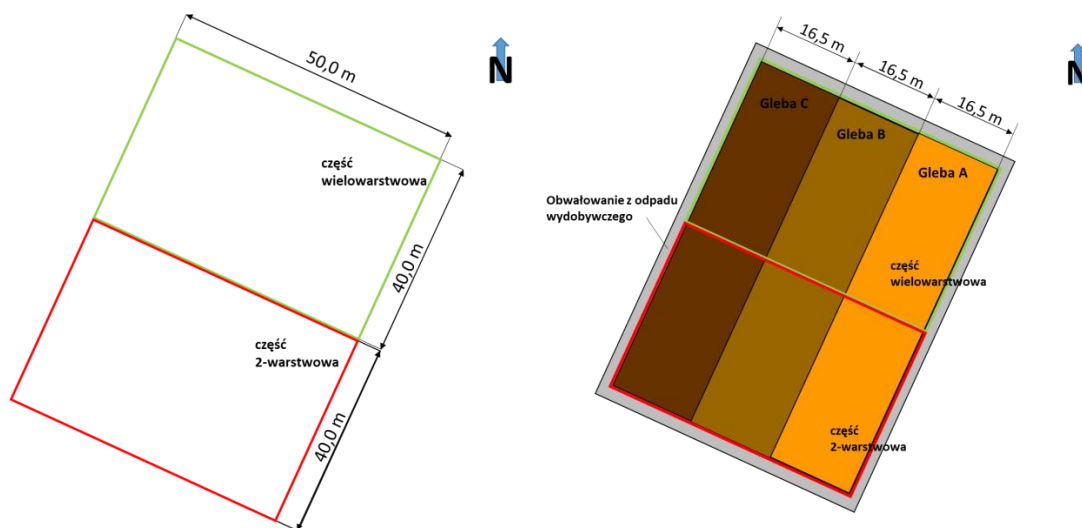 50,0 m
N
część
wielowarstwowa
40,0 m
część
2-warstwowa
40,0 m
16,5 m
16,5 m
16,5 m
N
Gleba C
Gleba B
Gleba A
Obwałowanie z odpadu
wydobywczego
część
wielowarstwowa
część
2-warstwowa